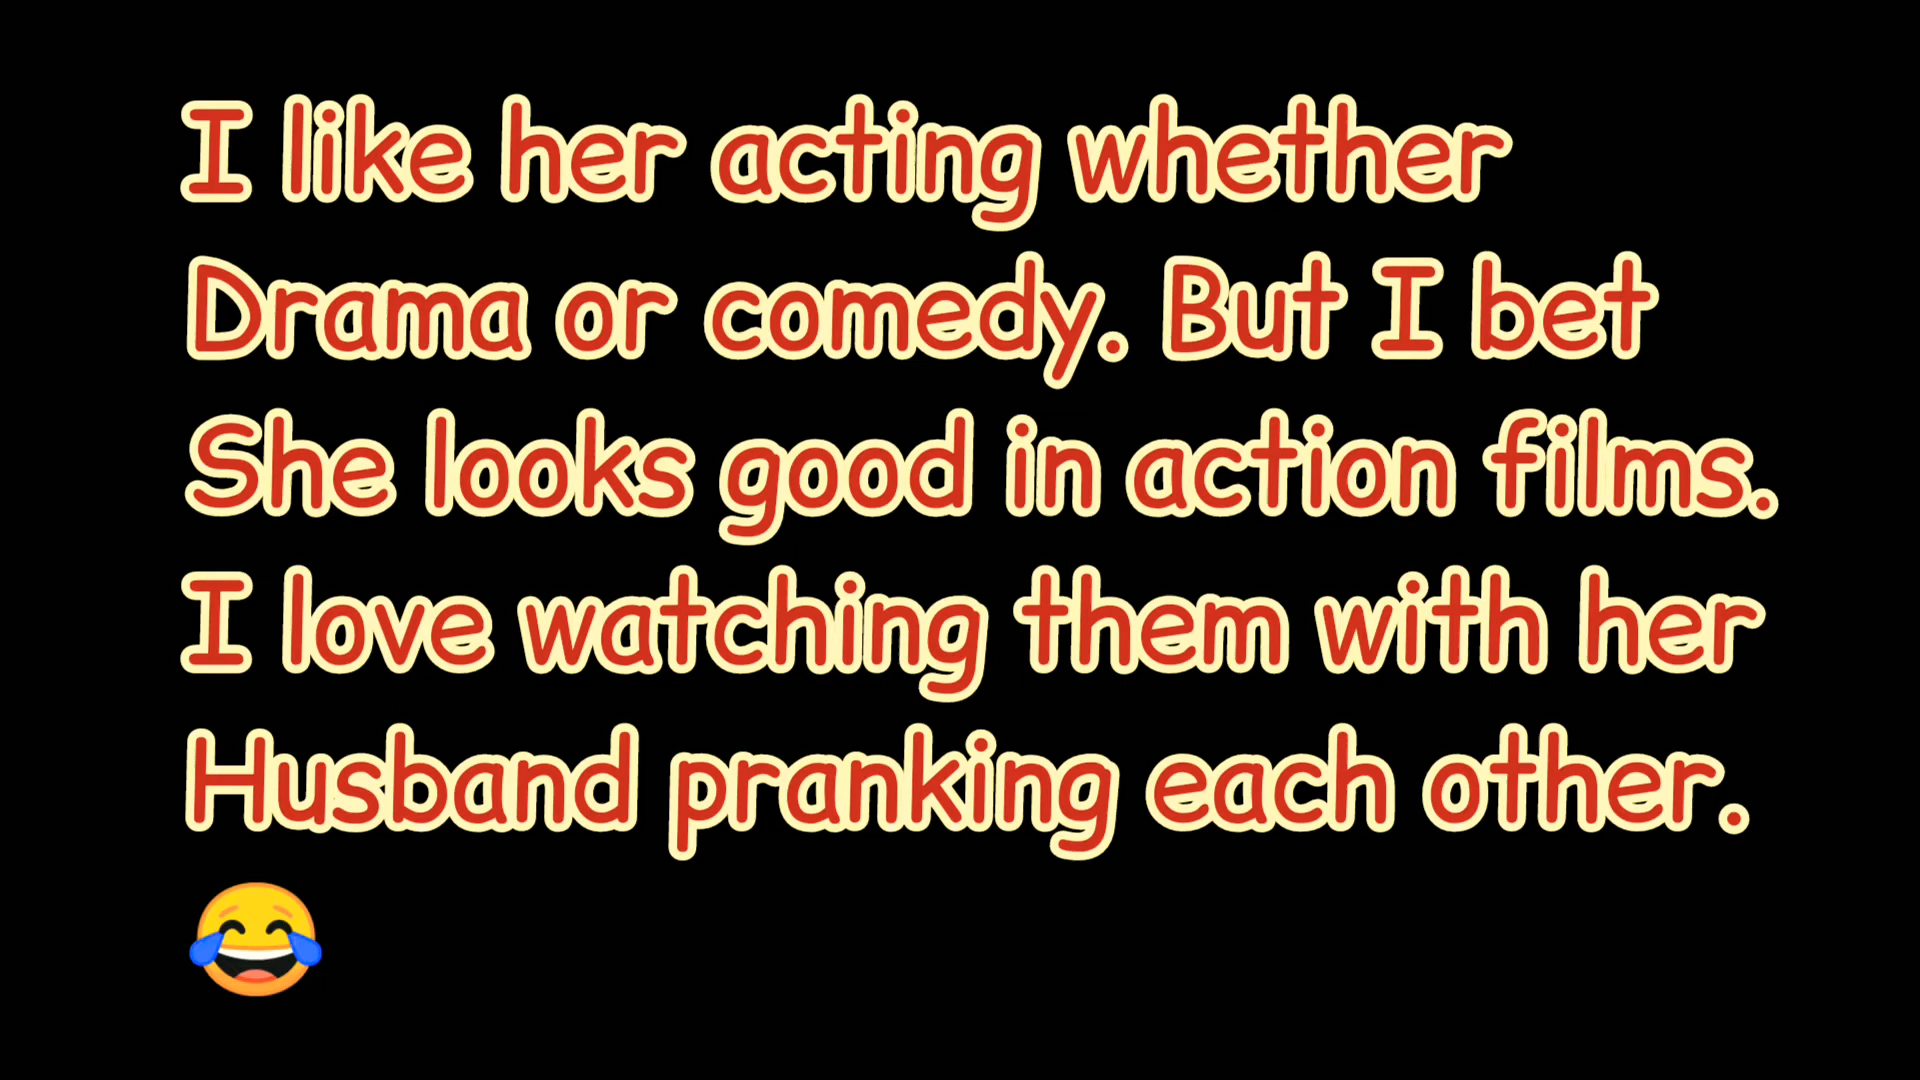 I like her acting whether
Drama or comedy. But I bet
She looks good in action films.
I love watching them with her
Husband pranking each other.
😂